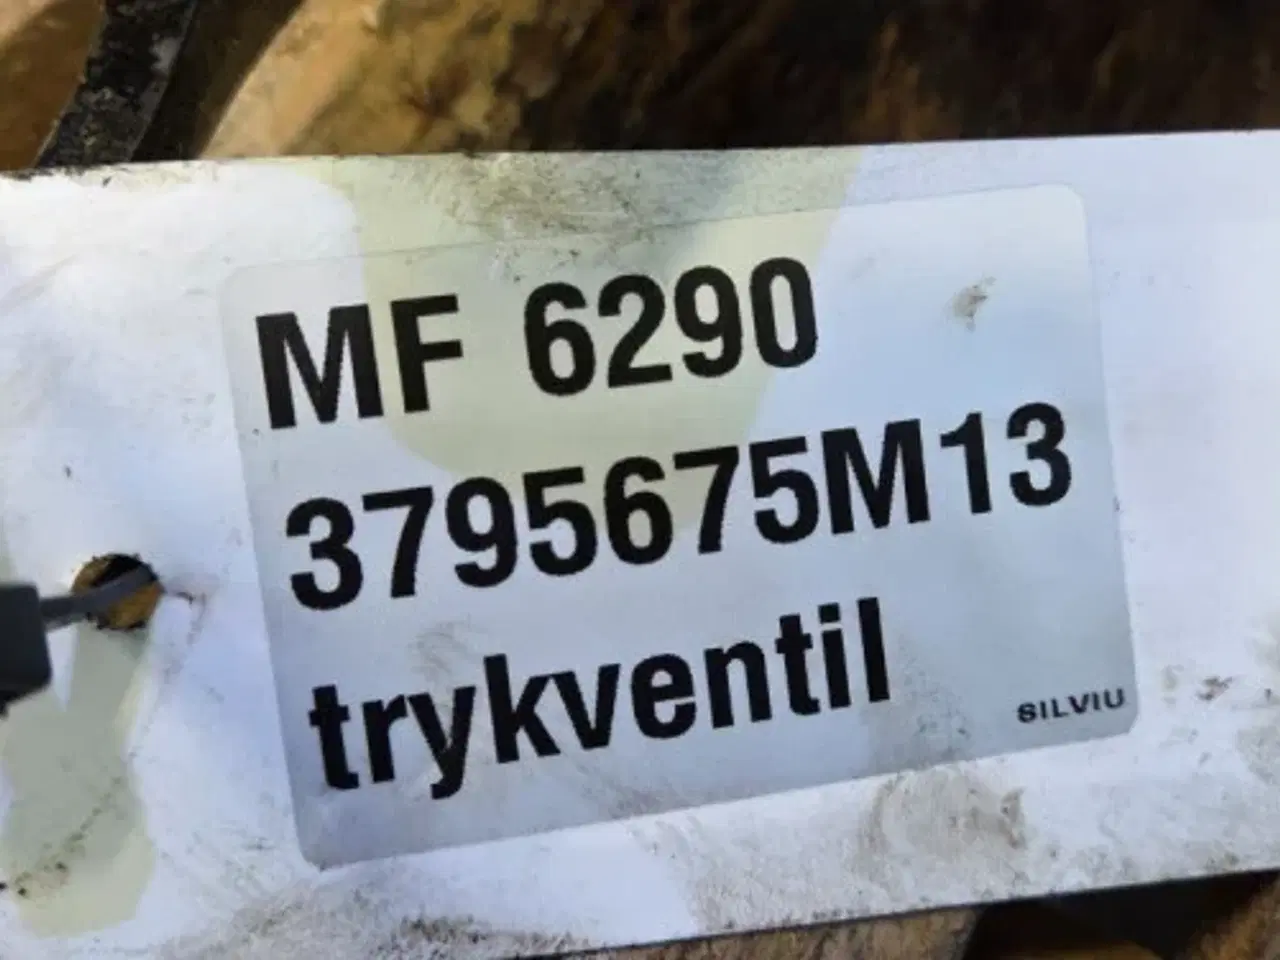 MF 6290
3795675M13
trykventil
SILVIU